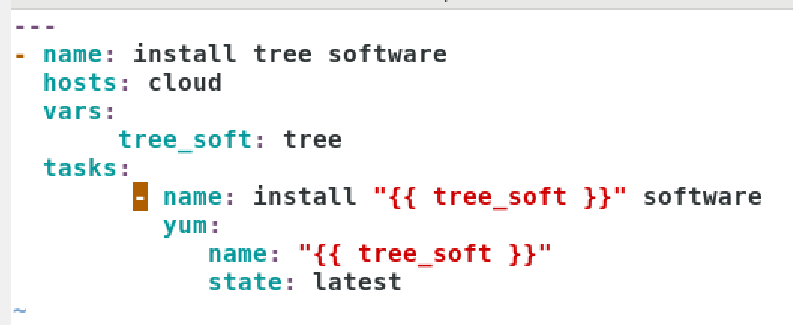 ---
- name: install tree software
  hosts: cloud
  vars:
       tree_soft: tree
  tasks:
        - name: install "{{ tree_soft }}" software
          yum:
             name: "{{ tree_soft }}"
             state: latest
~